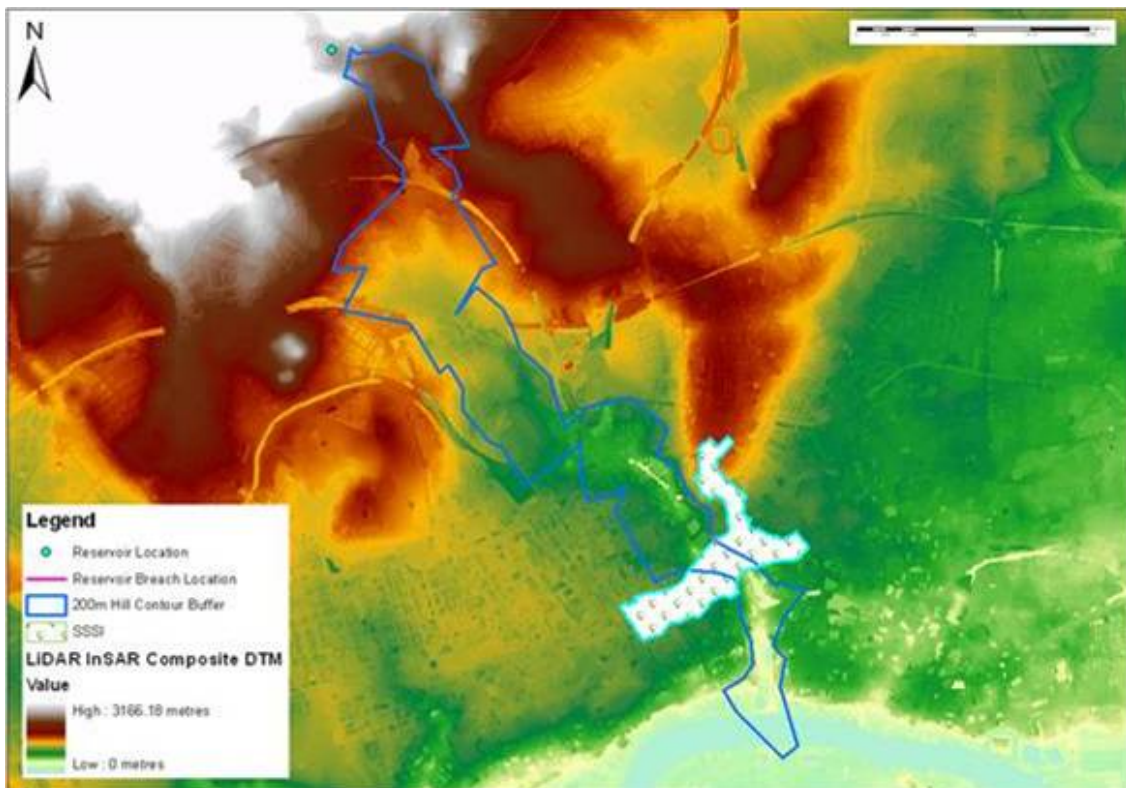 N
Legend
Reservoir Location
Reservoir Breach Location
200m Hill Contour Buffer
SSSI
LiDAR InSAR Composite DTM
Value
High : 3166.18 metres
Low : 0 metres